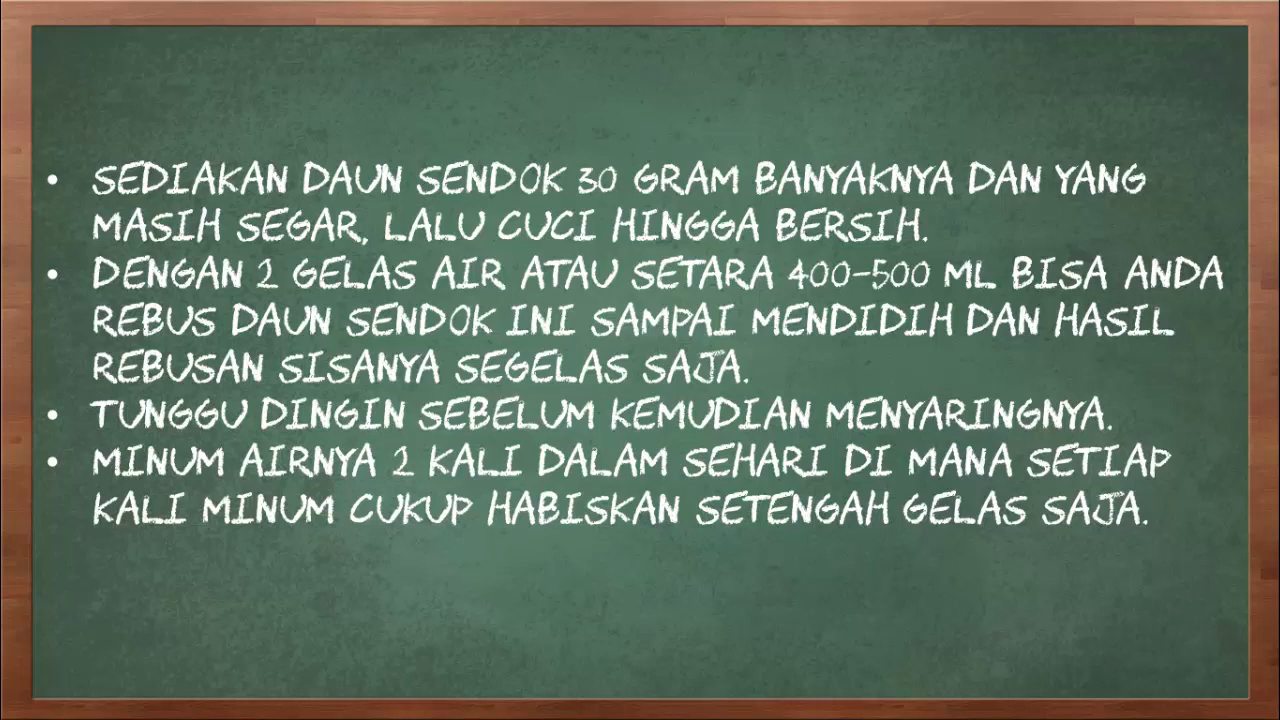 • SEDIAKAN DAUN SENDOK 30 GRAM BANYAKNYA DAN YANG
MASIH SEGAR, LALU CUCI HINGGA BERSIH.
• DENGAN 2 GELAS AIR ATAU SETARA 400-500 ML BISA ANDA
REBUS DAUN SENDOK INI SAMPAI MENDIDIH DAN HASIL
REBUSAN SISANYA SEGELAS SAJA.
• TUNGGU DINGIN SEBELUM KEMUDIAN MENYARINGNYA.
• MINUM AIRNYA 2 KALI DALAM SEHARI DI MANA SETIAP
KALI MINUM CUKUP HABISKAN SETENGAH GELAS SAJA.